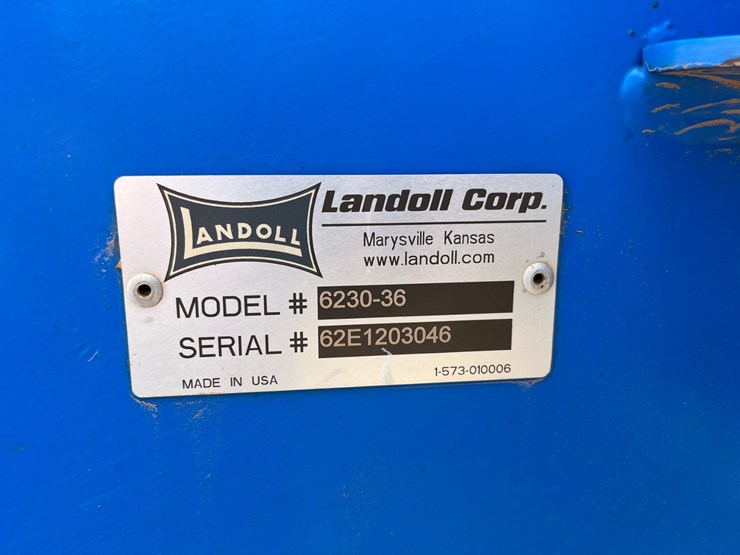 LANDOLL
Landoll Corp.
Marysville Kansas
www.landoll.com
MODEL # 6230-36
SERIAL # 62E1203046
MADE IN USA
1-573-010006